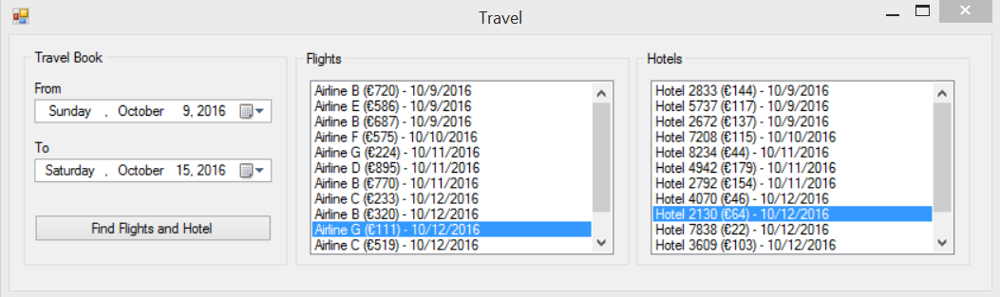 Travel
Travel Book
From
Sunday , October 9, 2016
To
Saturday , October 15, 2016
Find Flights and Hotel
Flights
Airline B (€720) - 10/9/2016
Airline E (€586) - 10/9/2016
Airline B (€687) - 10/9/2016
Airline F (€575) - 10/10/2016
Airline G (€224) - 10/11/2016
Airline D (€895) - 10/11/2016
Airline B (€770) - 10/11/2016
Airline C (€233) - 10/12/2016
Airline B (€320) - 10/12/2016
Airline G (€111) - 10/12/2016
Airline C (€519) - 10/12/2016
Hotels
Hotel 2833 (€144) - 10/9/2016
Hotel 5737 (€117) - 10/9/2016
Hotel 2672 (€137) - 10/9/2016
Hotel 7208 (€115) - 10/10/2016
Hotel 8234 (€44) - 10/11/2016
Hotel 4942 (€179) - 10/11/2016
Hotel 2792 (€154) - 10/11/2016
Hotel 4070 (€46) - 10/12/2016
Hotel 2130 (€64) - 10/12/2016
Hotel 7838 (€22) - 10/12/2016
Hotel 3609 (€103) - 10/12/2016